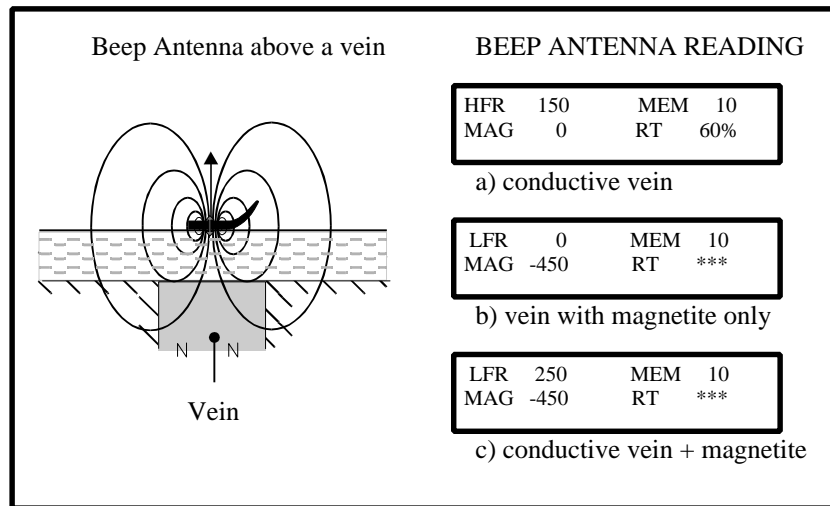 Beep Antenna above a vein
N N
Vein
BEEP ANTENNA READING
HFR 150 MEM 10
MAG 0 RT 60%
a) conductive vein
LFR 0 MEM 10
MAG -450 RT ***
b) vein with magnetite only
LFR 250 MEM 10
MAG -450 RT ***
c) conductive vein + magnetite